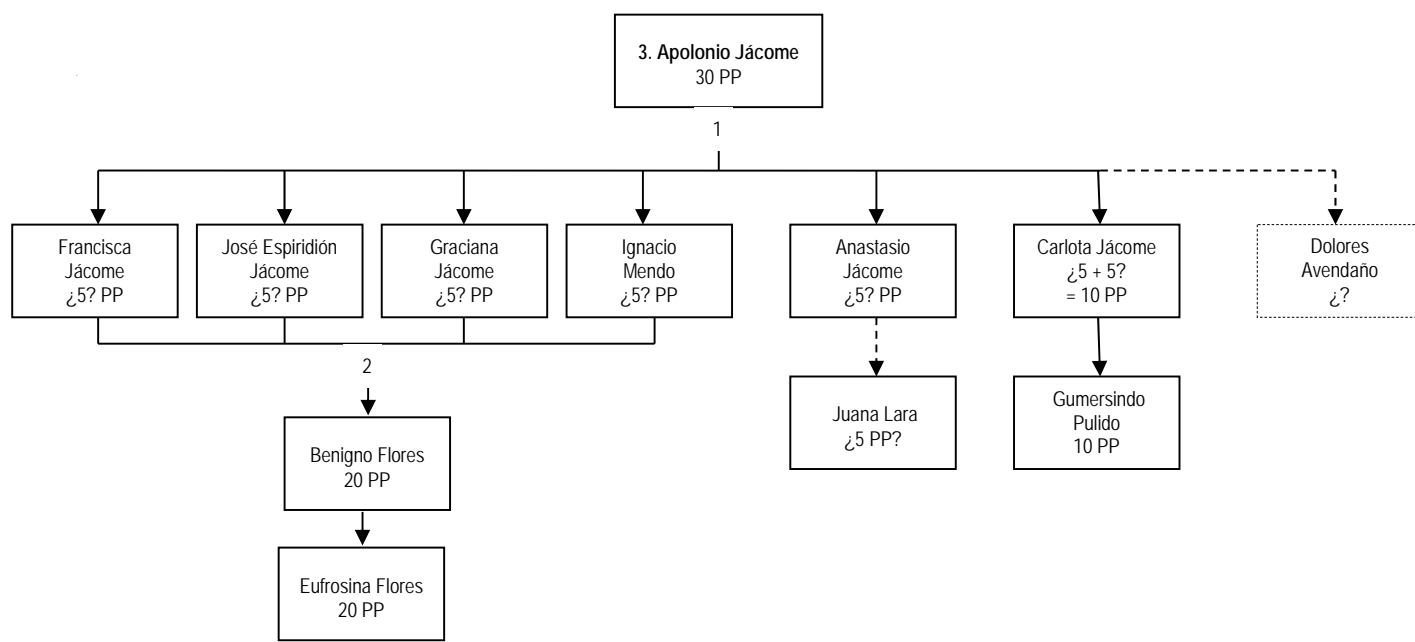 3. Apolonio Jácome
30 PP
1
Francisca
Jácome
¿5? PP
José Espiridión
Jácome
¿5? PP
Graciana
Jácome
¿5? PP
Ignacio
Mendo
¿5? PP
Anastasio
Jácome
¿5? PP
Carlota Jácome
¿5 + 5?
= 10 PP
Dolores
Avendaño
¿?
2
Juana Lara
¿5 PP?
Gumersindo
Pulido
10 PP
Benigno Flores
20 PP
Eufrosina Flores
20 PP